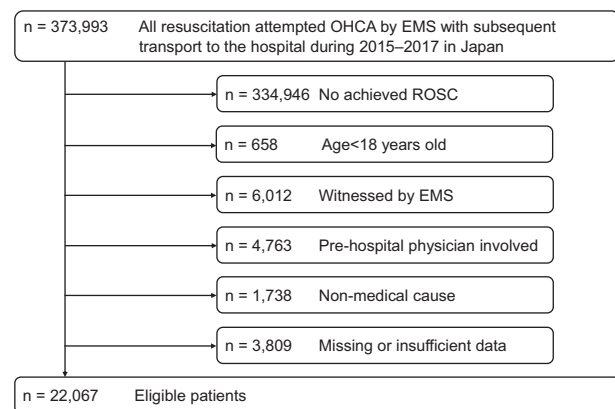 n = 373,993 All resuscitation attempted OHCA by EMS with subsequent
transport to the hospital during 2015–2017 in Japan
n = 334,946 No achieved ROSC
n = 658 Age<18 years old
n = 6,012 Witnessed by EMS
n = 4,763 Pre-hospital physician involved
n = 1,738 Non-medical cause
n = 3,809 Missing or insufficient data
n = 22,067 Eligible patients